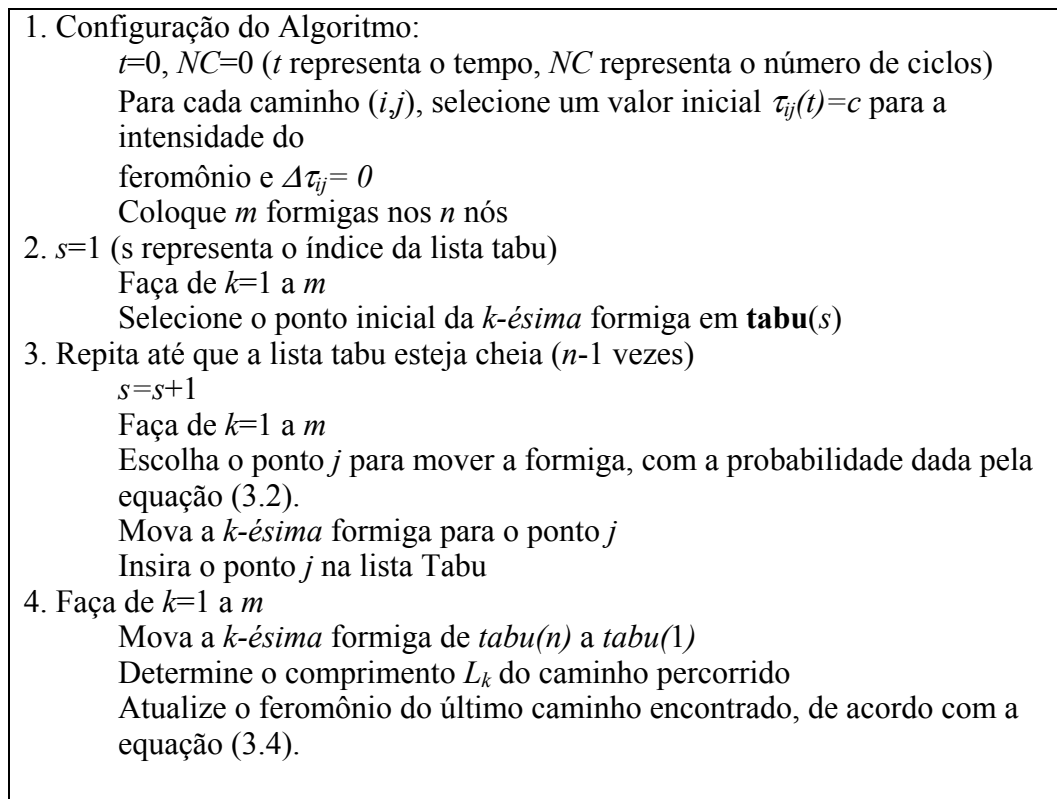 1. Configuração do Algoritmo:
t=0, NC=0 (t representa o tempo, NC representa o número de ciclos)
Para cada caminho (i,j), selecione um valor inicial τij(t)=c para a
intensidade do
feromônio e Δτij= 0
Coloque m formigas nos n nós
2. s=1 (s representa o índice da lista tabu)
Faça de k=1 a m
Selecione o ponto inicial da k-ésima formiga em tabu(s)
3. Repita até que a lista tabu esteja cheia (n-1 vezes)
s=s+1
Faça de k=1 a m
Escolha o ponto j para mover a formiga, com a probabilidade dada pela
equação (3.2).
Mova a k-ésima formiga para o ponto j
Insira o ponto j na lista Tabu
4. Faça de k=1 a m
Mova a k-ésima formiga de tabu(n) a tabu(1)
Determine o comprimento Lk do caminho percorrido
Atualize o feromônio do último caminho encontrado, de acordo com a
equação (3.4).